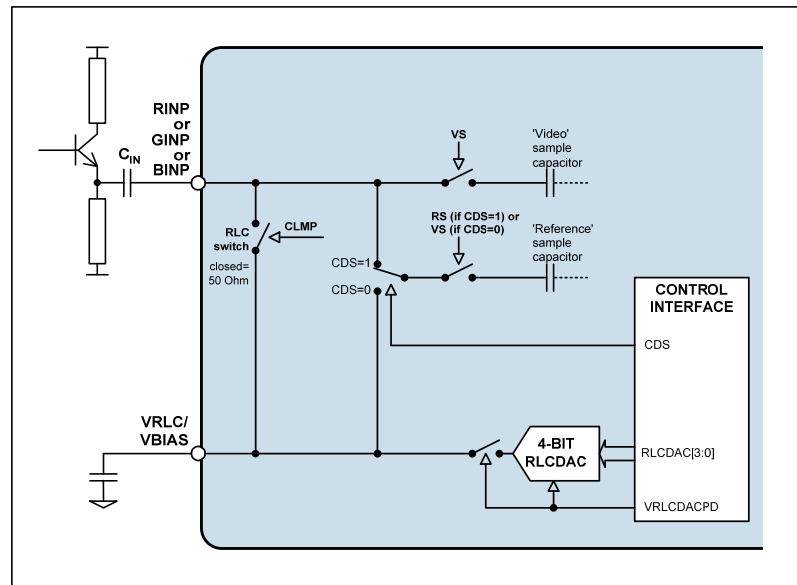 RINP
or
GINP
or
BINP
CIN
VS
'Video'
sample
capacitor
RLC
switch
closed=
50 Ohm
CLMP
RS (if CDS=1) or
VS (if CDS=0)
'Reference'
sample
capacitor
CDS=1
CDS=0
CONTROL
INTERFACE
CDS
VRLC/
VBIAS
4-BIT
RLCDAC
RLCDAC[3:0]
VRLCDACPD